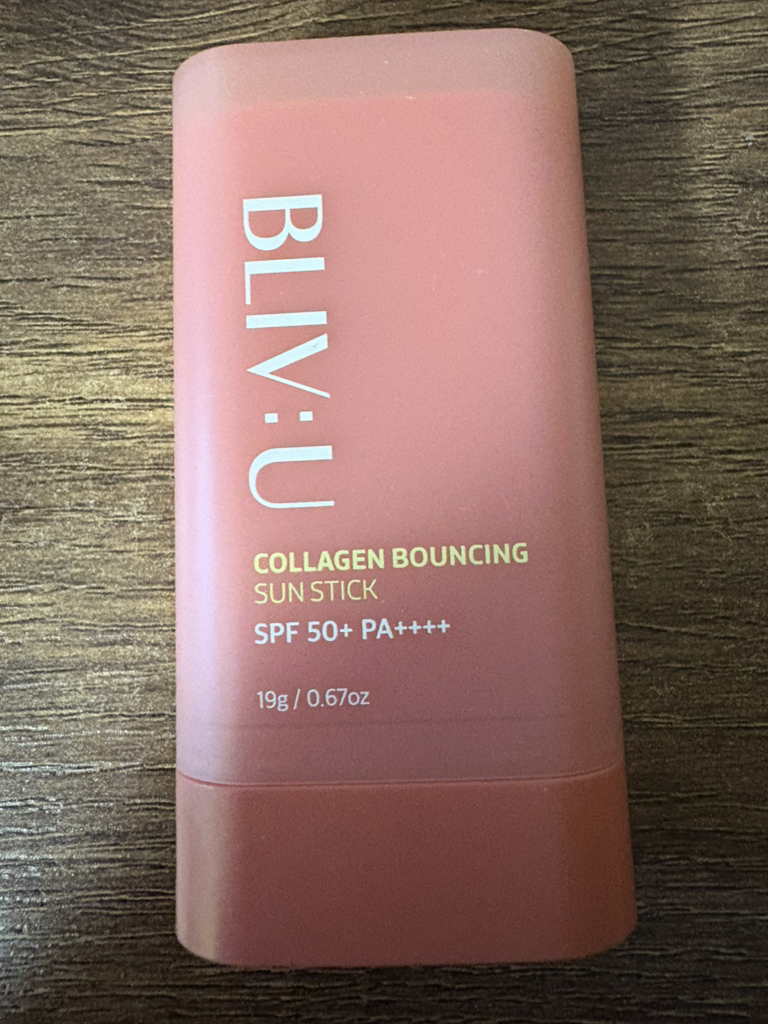 BLIV:U
COLLAGEN BOUNCING
SUN STICK
SPF 50+ PA++++
19g / 0.67oz